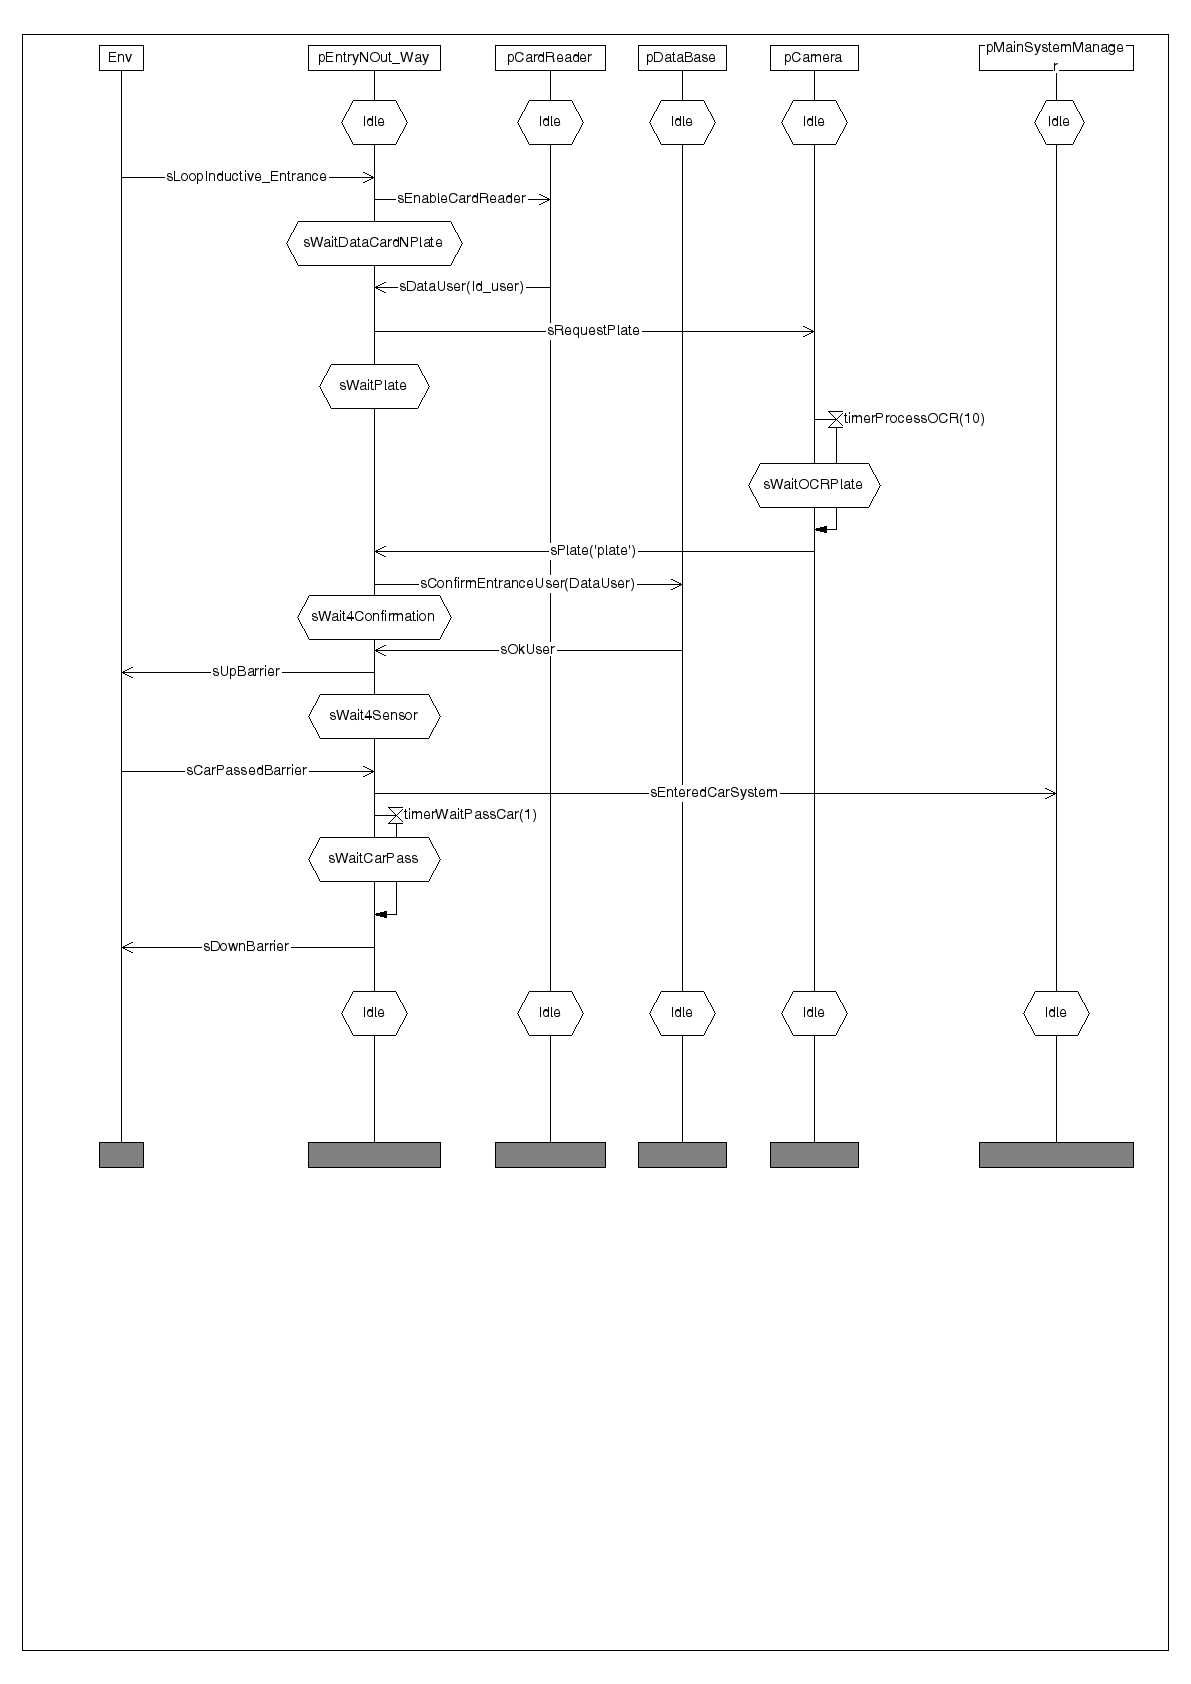 Env
pEntryNOut_Way
pCardReader
pDataBase
pCamera
pMainSystemManage
r
Idle
Idle
Idle
Idle
Idle
sLoopInductive_Entrance
sEnableCardReader
sWaitDataCardNPlate
sDataUser(Id_user)
sRequestPlate
sWaitPlate
timerProcessOCR(10)
sWaitOCRPlate
sPlate('plate')
sConfirmEntranceUser(DataUser)
sWait4Confirmation
sOkUser
sUpBarrier
sWait4Sensor
sCarPassedBarrier
sEnteredCarSystem
timerWaitPassCar(1)
sWaitCarPass
sDownBarrier
Idle
Idle
Idle
Idle
Idle